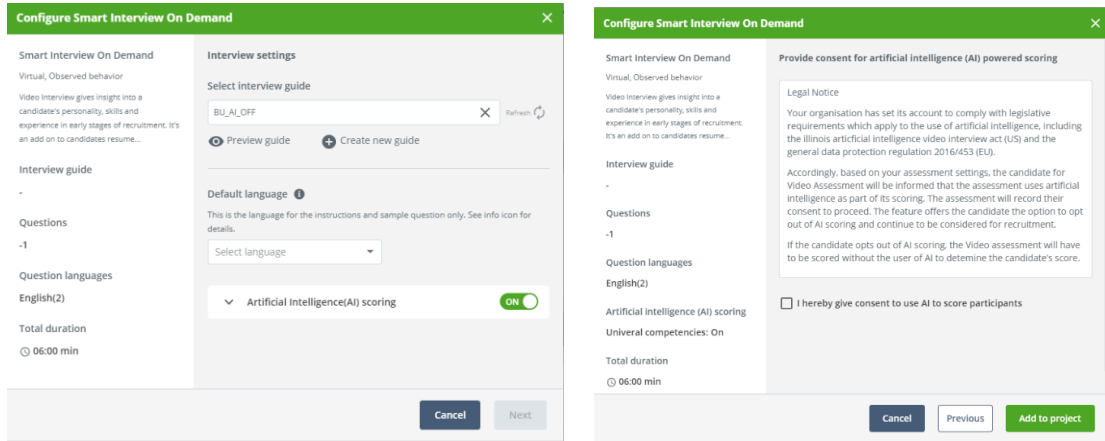 Configure Smart Interview On Demand
Smart Interview On Demand
Virtual, Observed behavior
Video Interview gives insight into a
candidate's personality, skills and
experience in early stages of recruitment. It's
an add on to candidates resume...
Interview guide
-
Questions
-1
Question languages
English(2)
Total duration
06:00 min
Interview settings
Select interview guide
BU_AI_OFF
Refresh
Preview guide
Create new guide
Default language
This is the language for the instructions and sample question only. See info icon for
details.
Select language
Artificial Intelligence(AI) scoring
ON
Cancel
Next
Configure Smart Interview On Demand
Smart Interview On Demand
Virtual, Observed behavior
Video Interview gives insight into a
candidate's personality, skills and
experience in early stages of recruitment.
It's an add on to candidates resume...
Interview guide
-
Questions
-1
Question languages
English(2)
Artificial intelligence (AI) scoring
Univeral competencies: On
Total duration
06:00 min
Provide consent for artificial intelligence (AI) powered scoring
Legal Notice
Your organisation has set its account to comply with legislative
requirements which apply to the use of artificial intelligence, including
the illinois articficial intelligence video interview act (US) and the
general data protection regulation 2016/453 (EU).
Accordingly, based on your assessment settings, the candidate for
Video Assessment will be informed that the assessment uses artificial
intelligence as part of its scoring. The assessment will record their
consent to proceed. The feature offers the candidate the option to opt
out of AI scoring and continue to be considered for recruitment.
If the candidate opts out of AI scoring, the Video assessment will have
to be scored without the user of AI to detemine the candidate's score.
I hereby give consent to use AI to score participants
Cancel
Previous
Add to project